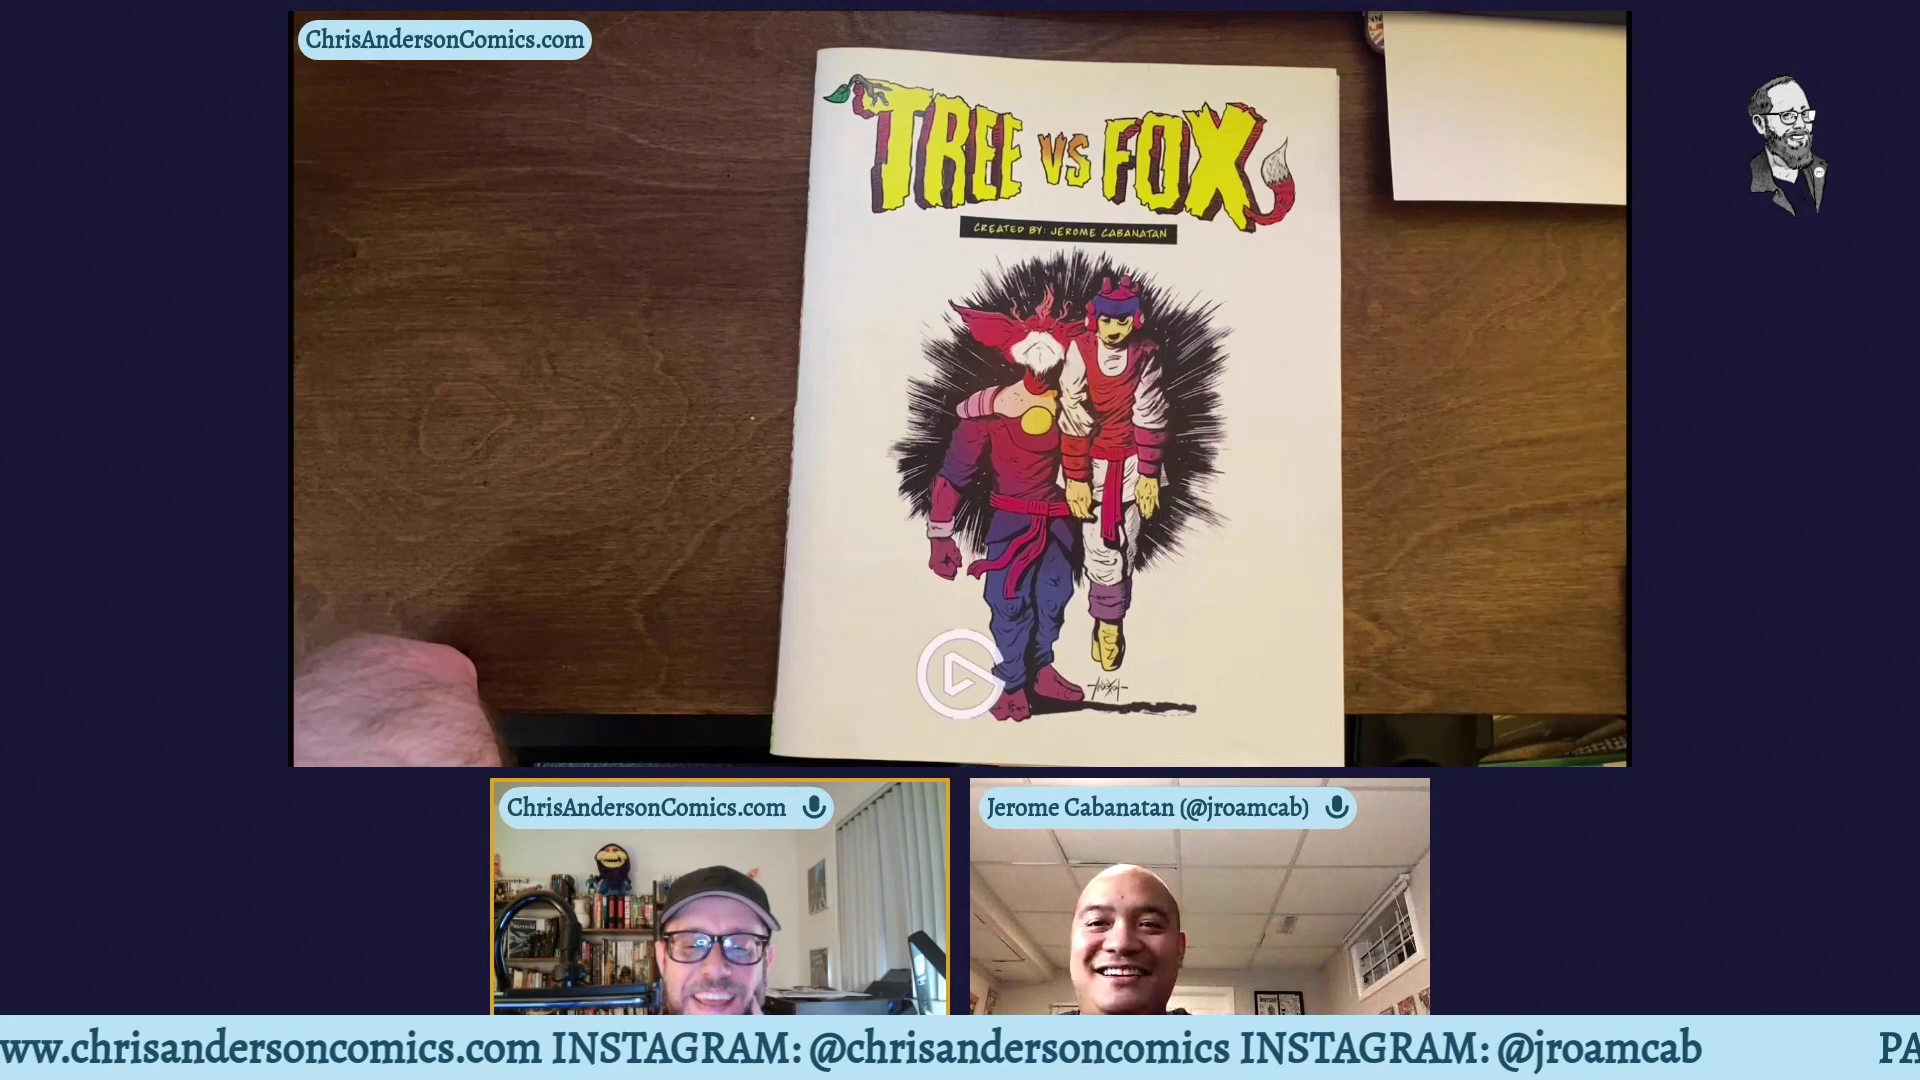 ChrisAndersonComics.com
TREE VS FOX
CREATED BY: JEROME CABANATAN
ChrisAndersonComics.com
Jerome Cabanatan (@jroamcab)
ww.chrisandersoncomics.com INSTAGRAM: @chrisandersoncomics INSTAGRAM: @jroamcab PA